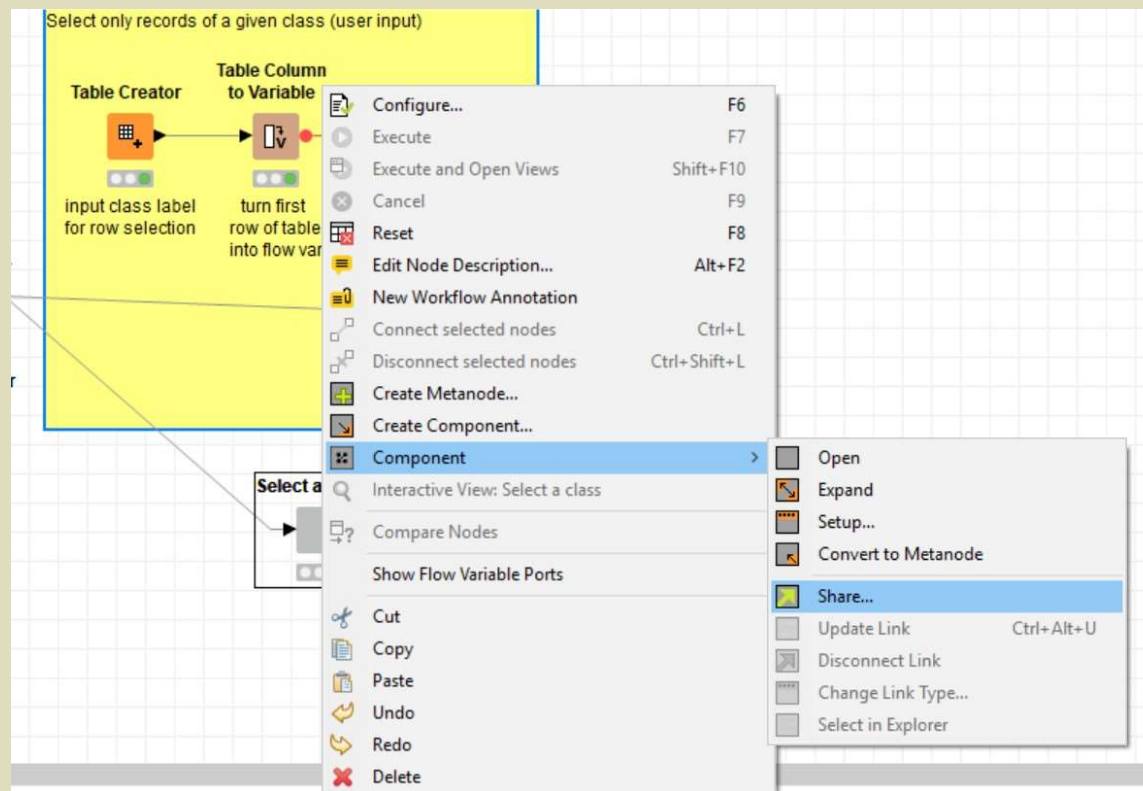 Select only records of a given class (user input)
Table Creator
Table Column
to Variable
input class label
for row selection
turn first
row of table
into flow var
r
Select a
Configure... F6
Execute F7
Execute and Open Views Shift+F10
Cancel F9
Reset F8
Edit Node Description... Alt+F2
New Workflow Annotation
Connect selected nodes Ctrl+L
Disconnect selected nodes Ctrl+Shift+L
Create Metanode...
Create Component...
Component >
Interactive View: Select a class
Compare Nodes
Show Flow Variable Ports
Cut
Copy
Paste
Undo
Redo
Delete
Open
Expand
Setup...
Convert to Metanode
Share...
Update Link Ctrl+Alt+U
Disconnect Link
Change Link Type...
Select in Explorer